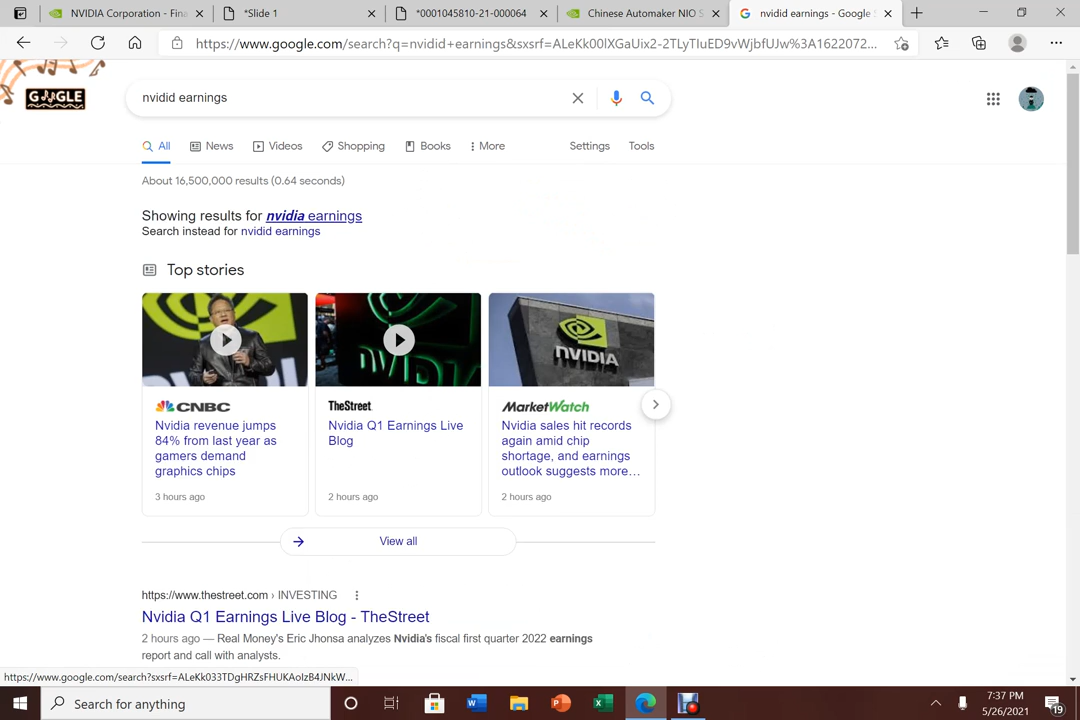 NVIDIA Corporation - Fina
*Slide 1
*0001045810-21-000064
Chinese Automaker NIO S
nvidid earnings - Google S
https://www.google.com/search?q=nvidid+earnings&sxsrf=ALeKk00lXGaUix2-2TLyTIuED9vWjbfUJw%3A1622072...
GOOGLE
nvidid earnings
All
News
Videos
Shopping
Books
More
Settings
Tools
About 16,500,000 results (0.64 seconds)
Showing results for nvidia earnings
Search instead for nvidid earnings
Top stories
NVIDIA
NVIDIA
CNBC
Nvidia revenue jumps
84% from last year as
gamers demand
graphics chips
3 hours ago
TheStreet
Nvidia Q1 Earnings Live
Blog
2 hours ago
MarketWatch
Nvidia sales hit records
again amid chip
shortage, and earnings
outlook suggests more...
2 hours ago
View all
https://www.thestreet.com › INVESTING
Nvidia Q1 Earnings Live Blog - TheStreet
2 hours ago — Real Money's Eric Jhonsa analyzes Nvidia's fiscal first quarter 2022 earnings
report and call with analysts.
https://www.google.com/search?sxsrf=ALeKk033TDgHRZsFHUKAoIzB4JNkW...
Search for anything
7:37 PM
5/26/2021
19